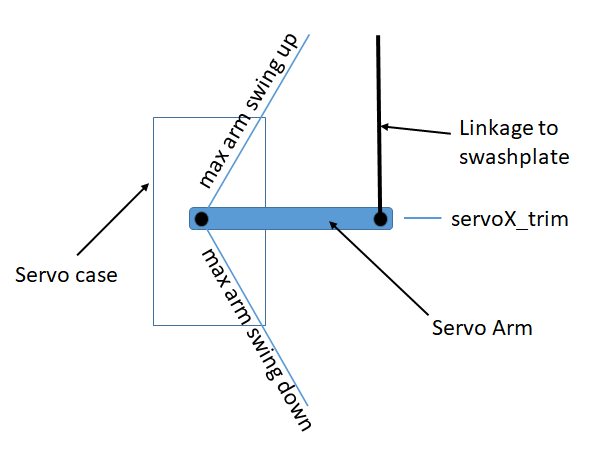 max arm swing up
Linkage to
swashplate
servoX_trim
Servo case
max arm swing down
Servo Arm